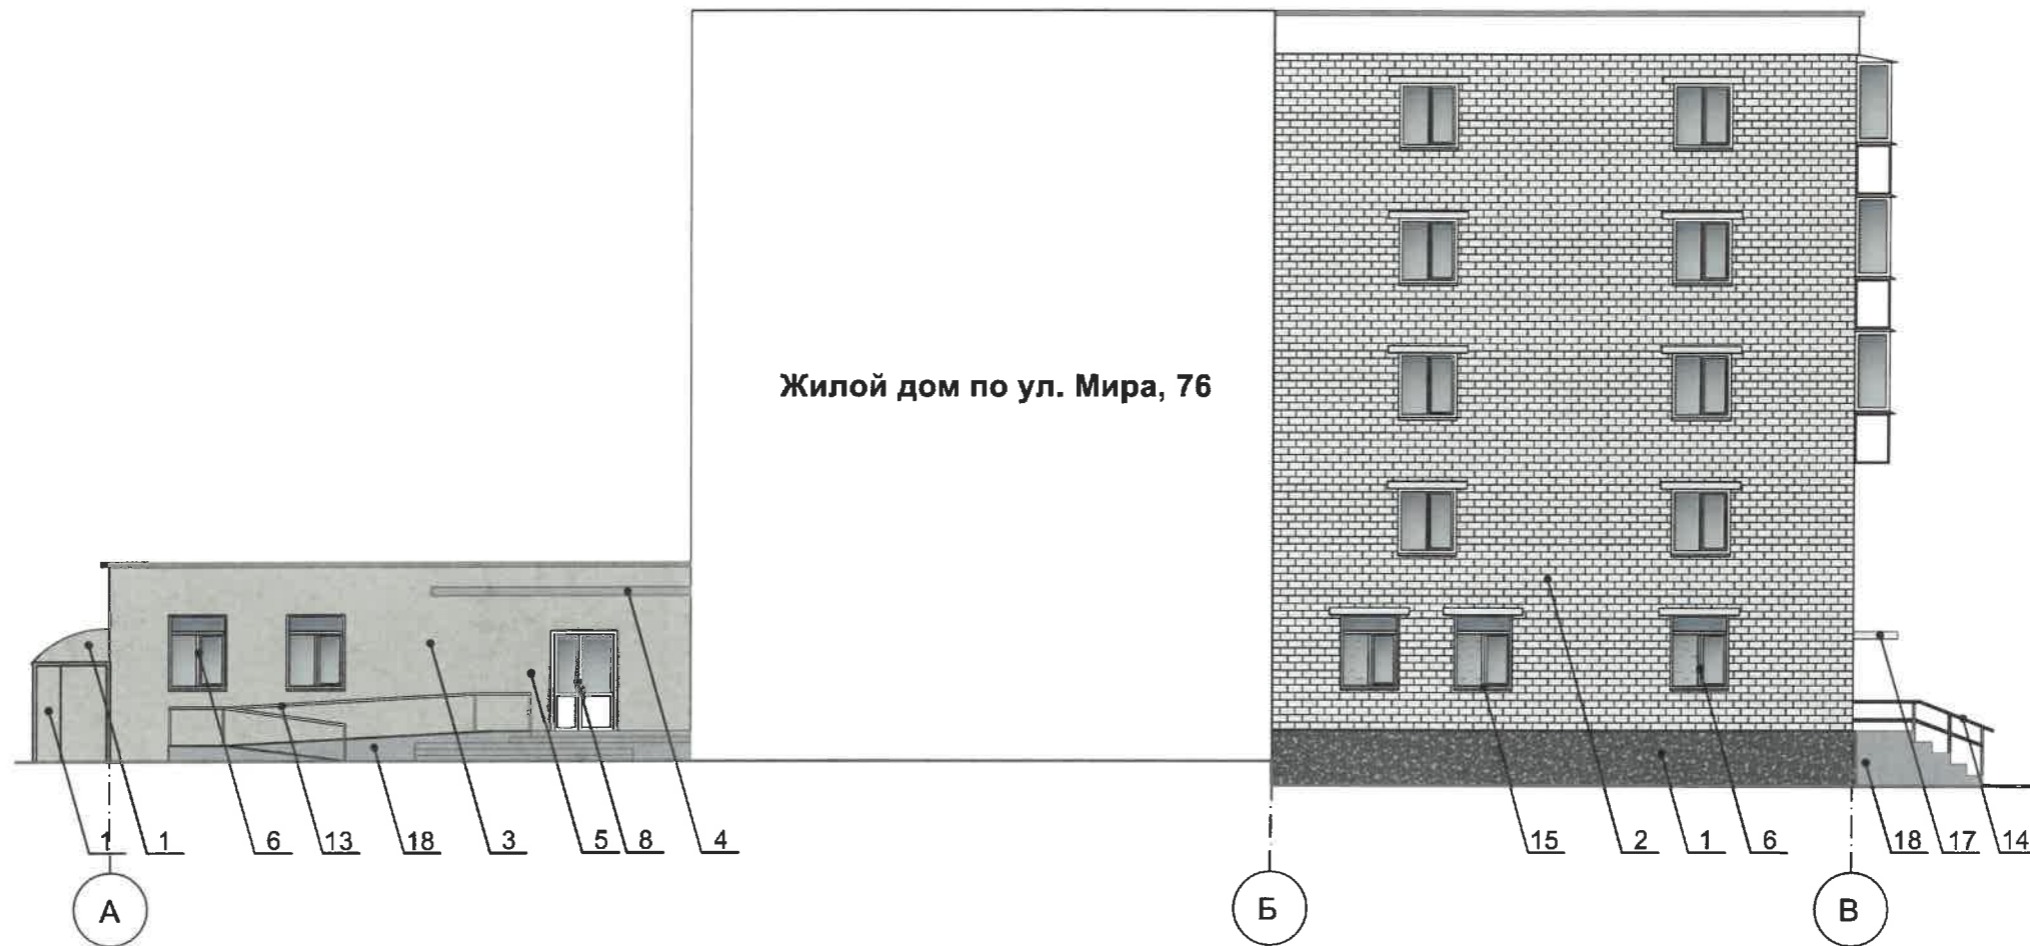 Жилой дом по ул. Мира, 76
1 1 6 13 18 3 5 8 4 15 2 1 6 18 17 14
А Б В